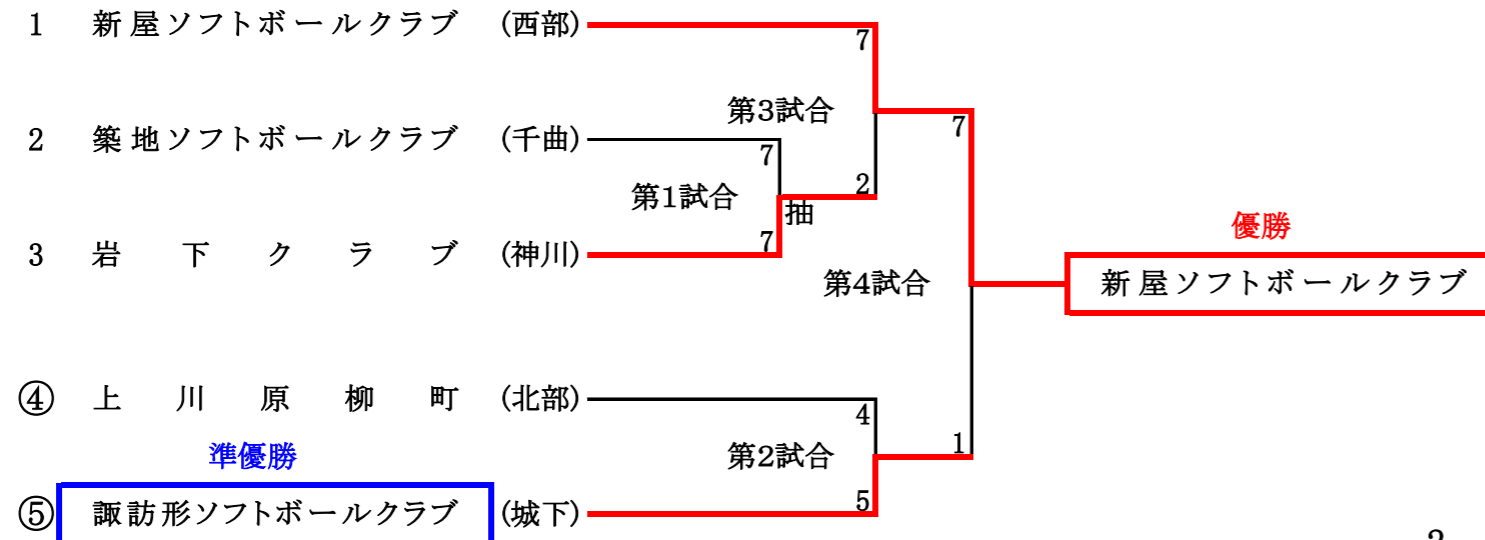 1 新屋ソフトボールクラブ (西部)
7
第3試合
2 築地ソフトボールクラブ (千曲)
7
7
第1試合
2
抽
優勝
3 岩下クラブ (神川)
7
第4試合
新屋ソフトボールクラブ
④ 上川原柳町 (北部)
4
準優勝
第2試合
1
⑤ 諏訪形ソフトボールクラブ (城下)
5